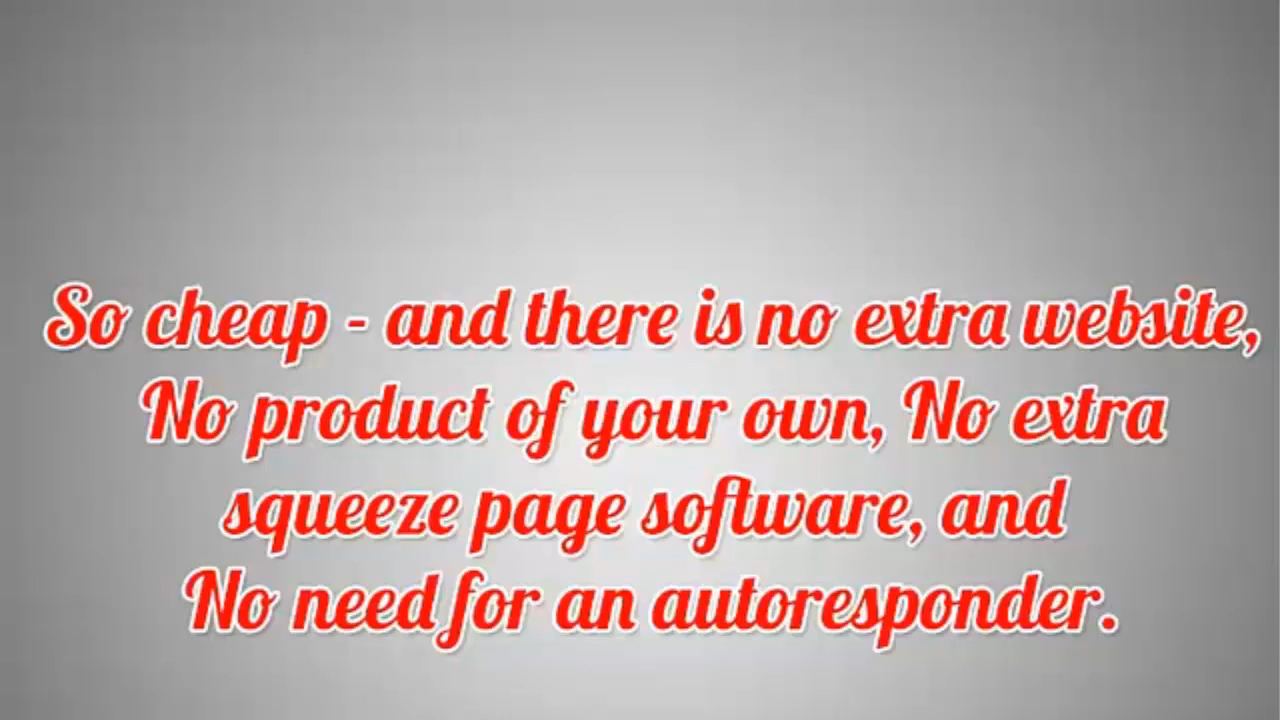 So cheap - and there is no extra website,
No product of your own, No extra
squeeze page software, and
No need for an autoresponder.